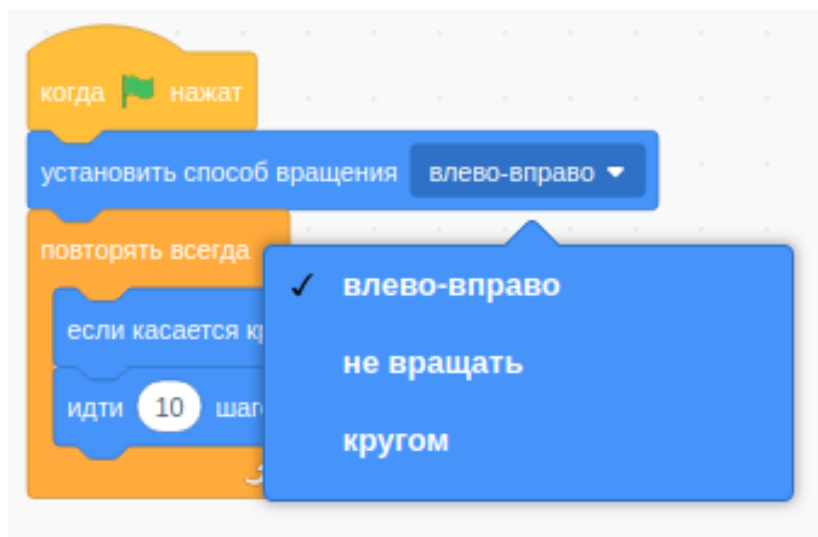 когда нажат
установить способ вращения влево-вправо
повторять всегда
если касается
идти 10
✓ влево-вправо
не вращать
кругом